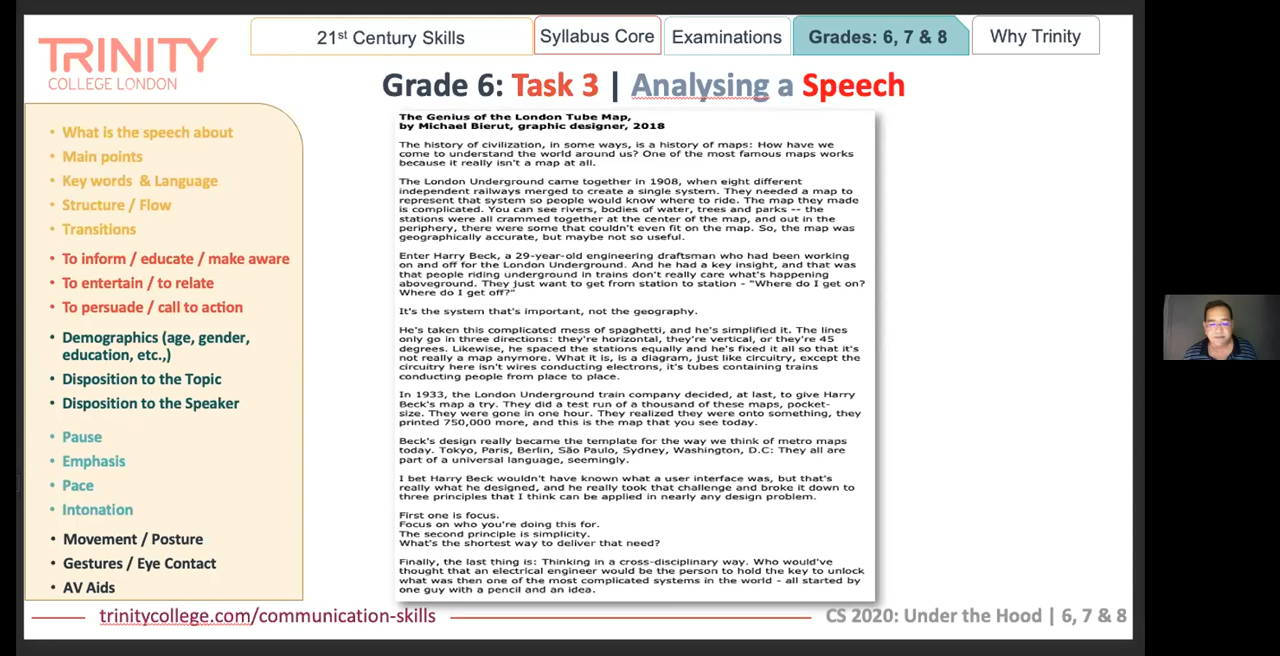 21st Century Skills
Syllabus Core
Examinations
Grades: 6, 7 & 8
Why Trinity
TRINITY
COLLEGE LONDON
Grade 6: Task 3 | Analysing a Speech
• What is the speech about
• Main points
• Key words & Language
• Structure / Flow
• Transitions
• To inform / educate / make aware
• To entertain / to relate
• To persuade / call to action
• Demographics (age, gender,
education, etc.,)
• Disposition to the Topic
• Disposition to the Speaker
• Pause
• Emphasis
• Pace
• Intonation
• Movement / Posture
• Gestures / Eye Contact
• AV Aids
The Genius of the London Tube Map,
by Michael Bierut, graphic designer, 2018
The history of civilization, in some ways, is a history of maps: How have we
come to understand the world around us? One of the most famous maps works
because it really isn't a map at all.
The London Underground came together in 1908, when eight different
independent railways merged to create a single system. They needed a map to
represent that system so people would know where to ride. The map they made
is complicated. You can see rivers, bodies of water, trees and parks -- the
stations were all crammed together at the center of the map, and out in the
periphery, there were some that couldn't even fit on the map. So, the map was
geographically accurate, but maybe not so useful.
Enter Harry Beck, a 29-year-old engineering draftsman who had been working
on and off for the London Underground. And he had a key insight, and that was
that people riding underground in trains don't really care what's happening
aboveground. They just want to get from station to station - "Where do I get on?
Where do I get off?"
It's the system that's important, not the geography.
He's taken this complicated mess of spaghetti, and he's simplified it. The lines
only go in three directions: they're horizontal, they're vertical, or they're 45
degrees. Likewise, he spaced the stations equally and he's fixed it all so that it's
not really a map anymore. What it is, is a diagram, just like circuitry, except the
circuitry here isn't wires conducting electrons, it's tubes containing trains
conducting people from place to place.
In 1933, the London Underground train company decided, at last, to give Harry
Beck's map a try. They did a test run of a thousand of these maps, pocket-
size. They were gone in one hour. They realized they were onto something, they
printed 750,000 more, and this is the map that you see today.
Beck's design really became the template for the way we think of metro maps
today. Tokyo, Paris, Berlin, São Paulo, Sydney, Washington, D.C: They all are
part of a universal language, seemingly.
I bet Harry Beck wouldn't have known what a user interface was, but that's
really what he designed, and he really took that challenge and broke it down to
three principles that I think can be applied in nearly any design problem.
First one is focus.
Focus on who you're doing this for.
The second principle is simplicity.
What's the shortest way to deliver that need?
Finally, the last thing is: Thinking in a cross-disciplinary way. Who would've
thought that an electrical engineer would be the person to hold the key to unlock
what was then one of the most complicated systems in the world - all started by
one guy with a pencil and an idea.
trinitycollege.com/communication-skills
CS 2020: Under the Hood | 6, 7 & 8